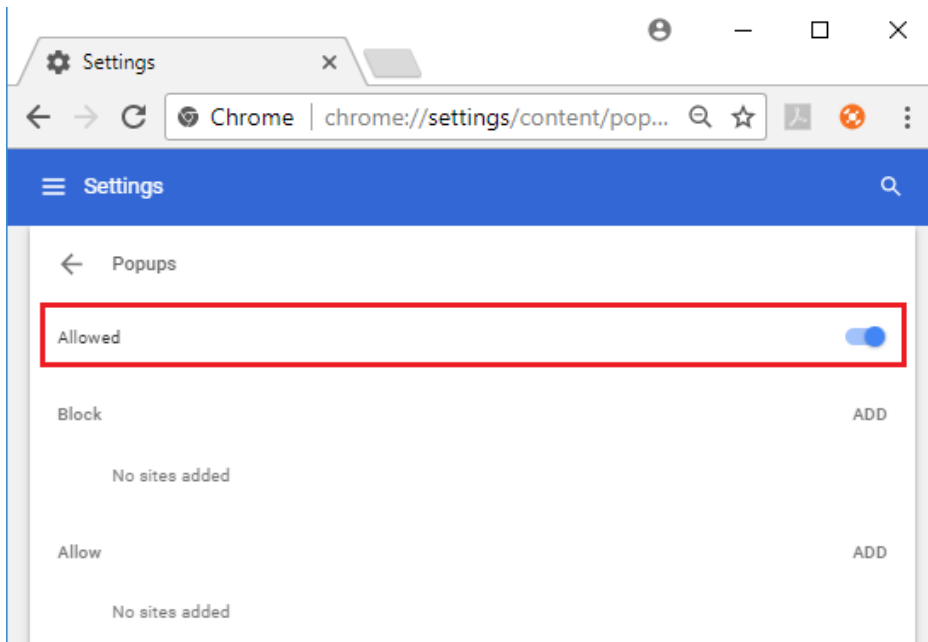 Settings
Chrome chrome://settings/content/pop...
Settings
Popups
Allowed
Block ADD
No sites added
Allow ADD
No sites added